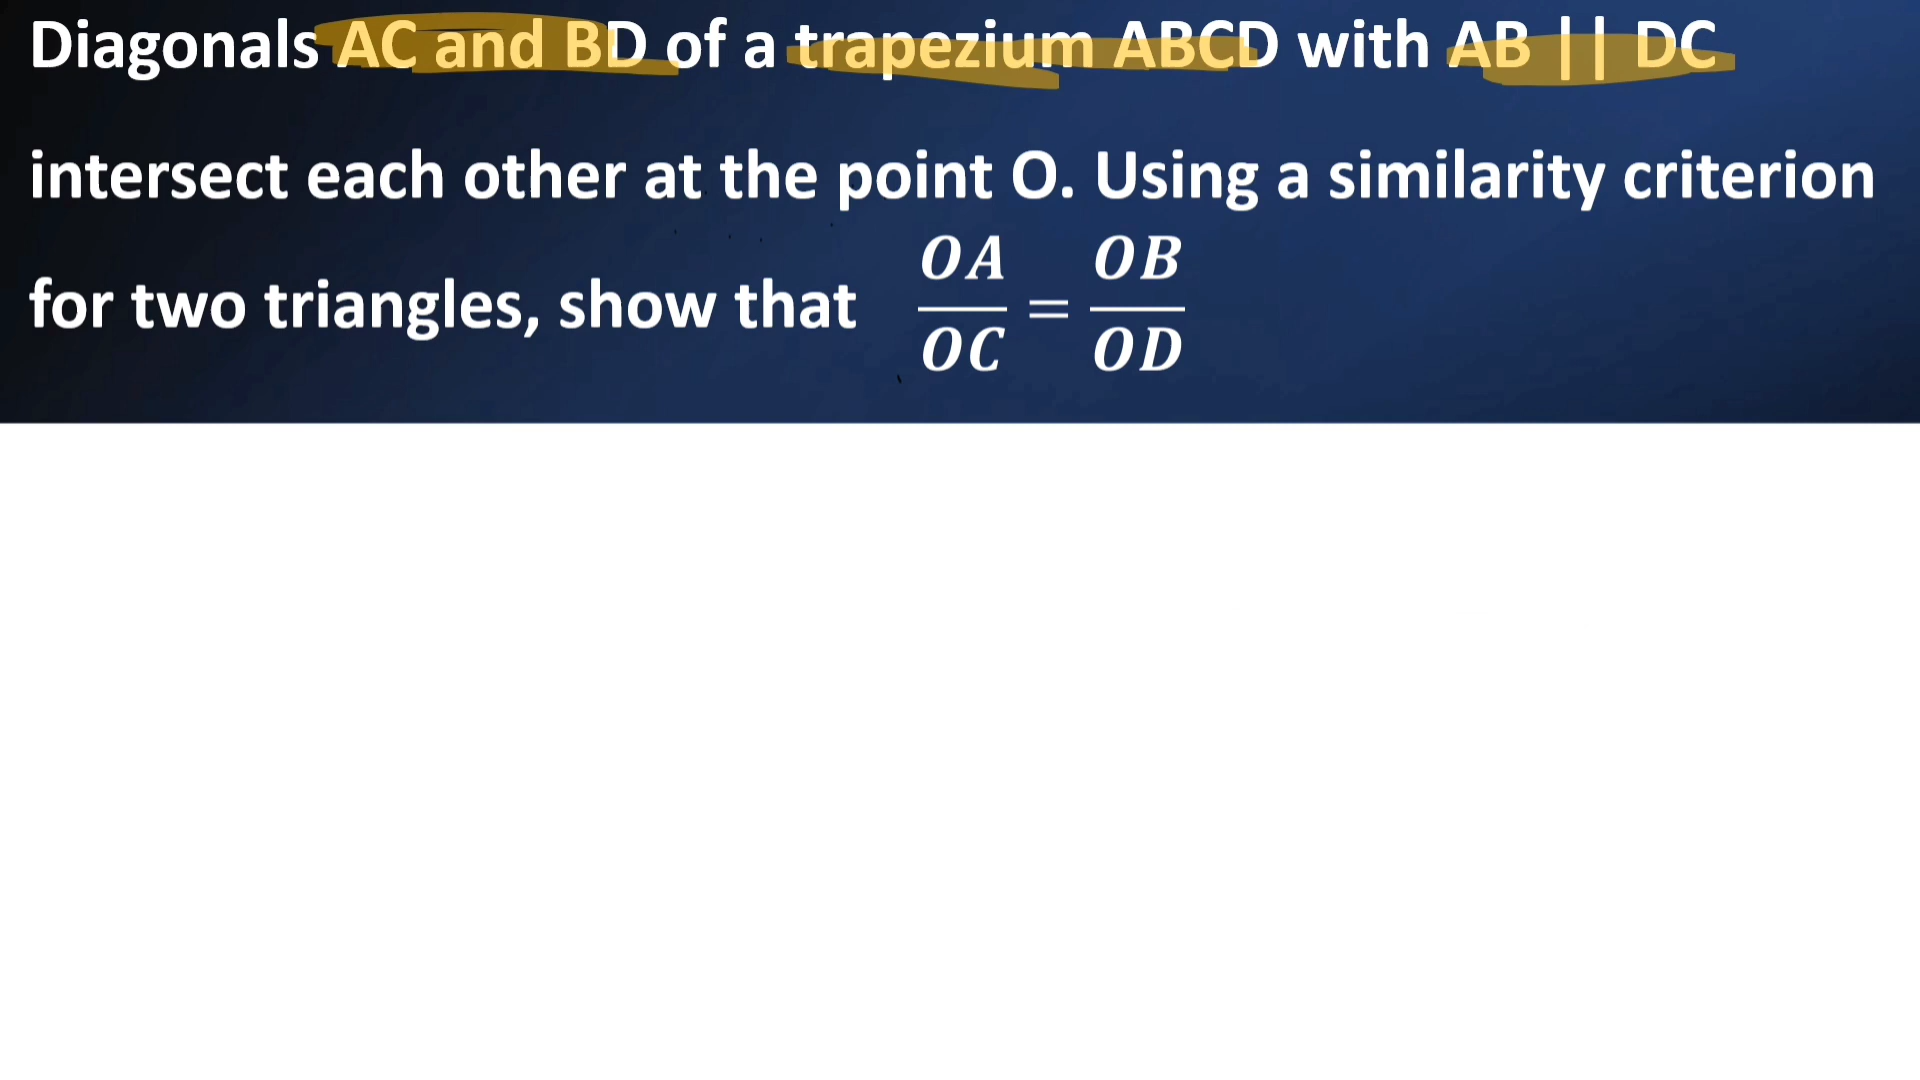 Diagonals AC and BD of a trapezium ABCD with AB || DC
intersect each other at the point O. Using a similarity criterion
for two triangles, show that OA/OC = OB/OD